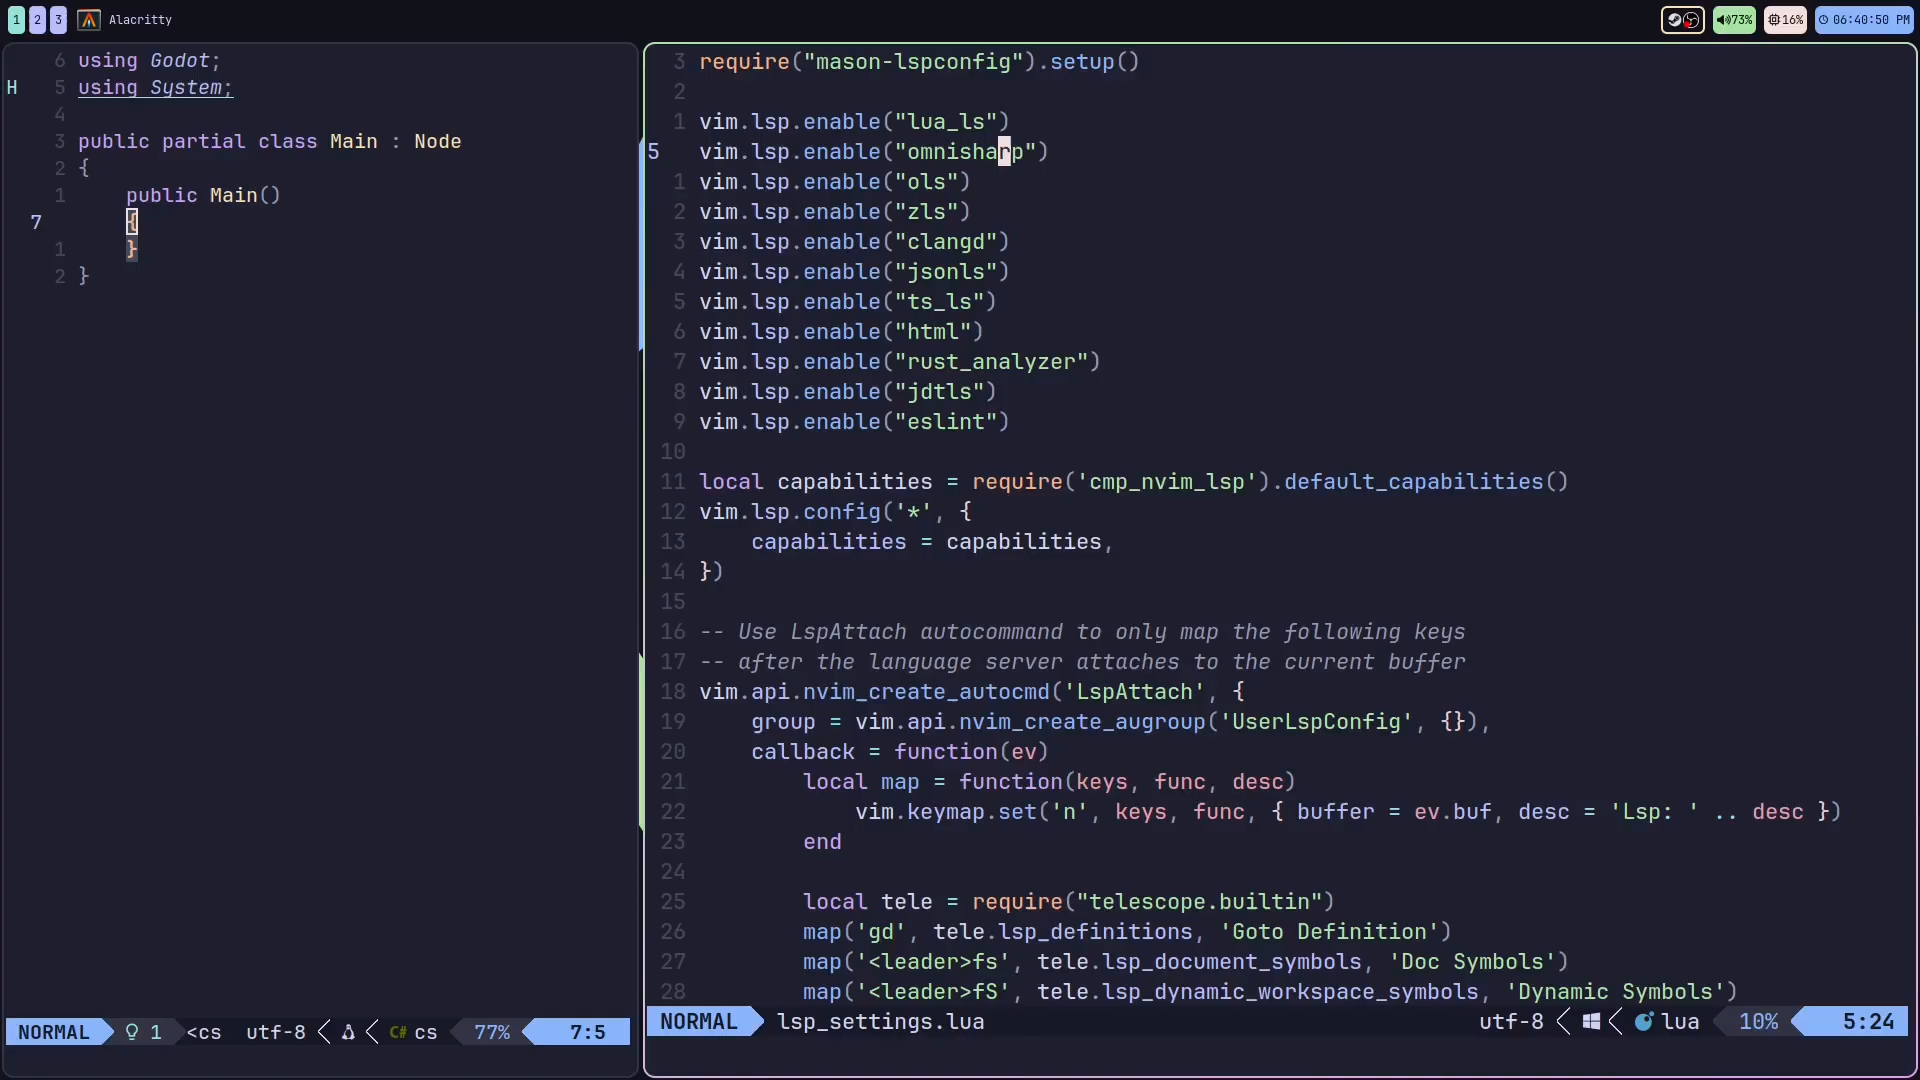 1 2 3 Alacritty 73% 16% 06:40:50 PM
6 using Godot;
H 5 using System;
4
3 public partial class Main : Node
2 {
1 public Main()
7 {
1 }
2 }
NORMAL 1 <cs utf-8 C# cs 77% 7:5
3 require("mason-lspconfig").setup()
2
1 vim.lsp.enable("lua_ls")
5 vim.lsp.enable("omnisharp")
1 vim.lsp.enable("ols")
2 vim.lsp.enable("zls")
3 vim.lsp.enable("clangd")
4 vim.lsp.enable("jsonls")
5 vim.lsp.enable("ts_ls")
6 vim.lsp.enable("html")
7 vim.lsp.enable("rust_analyzer")
8 vim.lsp.enable("jdtls")
9 vim.lsp.enable("eslint")
10
11 local capabilities = require('cmp_nvim_lsp').default_capabilities()
12 vim.lsp.config('*', {
13 capabilities = capabilities,
14 })
15
16 -- Use LspAttach autocommand to only map the following keys
17 -- after the language server attaches to the current buffer
18 vim.api.nvim_create_autocmd('LspAttach', {
19 group = vim.api.nvim_create_augroup('UserLspConfig', {}),
20 callback = function(ev)
21 local map = function(keys, func, desc)
22 vim.keymap.set('n', keys, func, { buffer = ev.buf, desc = 'Lsp: ' .. desc })
23 end
24
25 local tele = require("telescope.builtin")
26 map('gd', tele.lsp_definitions, 'Goto Definition')
27 map('<leader>fs', tele.lsp_document_symbols, 'Doc Symbols')
28 map('<leader>fS', tele.lsp_dynamic_workspace_symbols, 'Dynamic Symbols')
NORMAL lsp_settings.lua utf-8 lua 10% 5:24